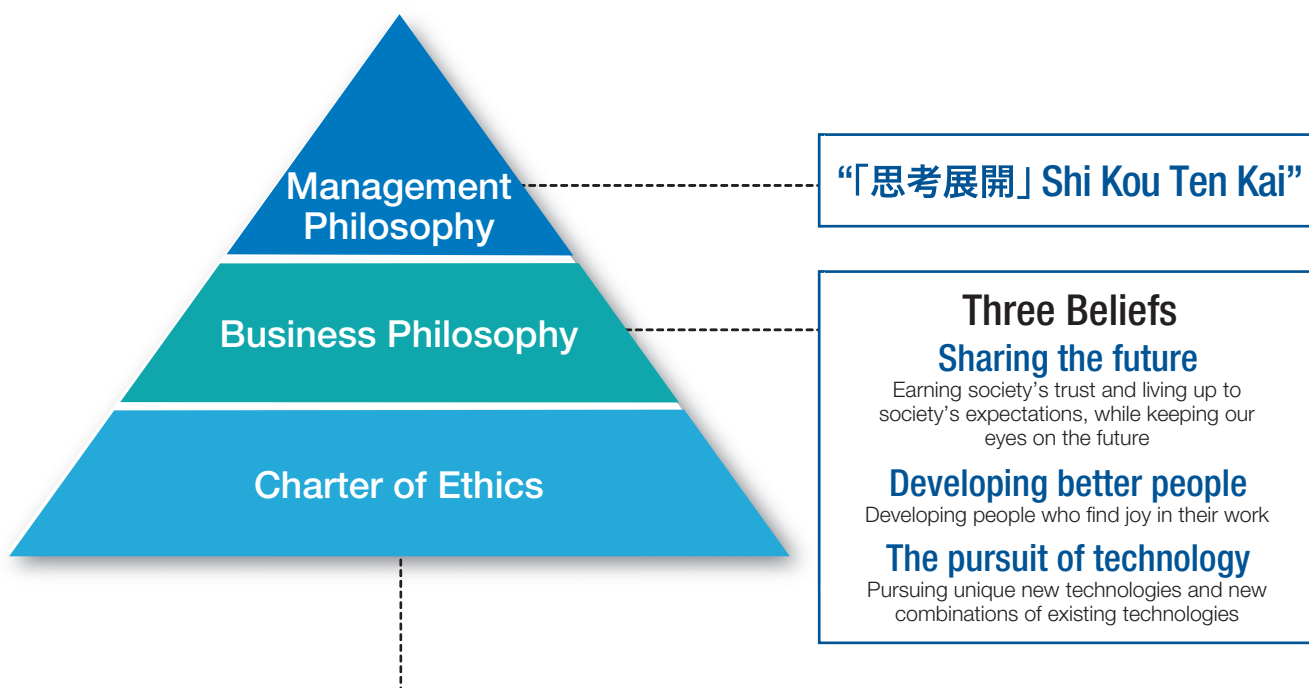 Management
Philosophy
Business Philosophy
Charter of Ethics
“「思考展開」 Shi Kou Ten Kai”
Three Beliefs
Sharing the future
Earning society’s trust and living up to
society’s expectations, while keeping our
eyes on the future
Developing better people
Developing people who find joy in their work
The pursuit of technology
Pursuing unique new technologies and new
combinations of existing technologies